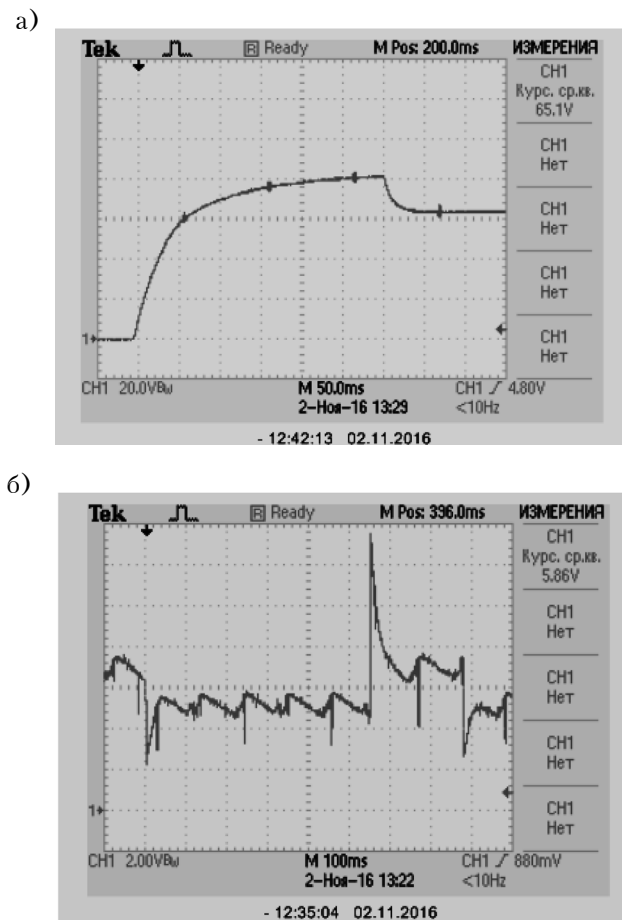 а)
Tek R Ready M Pos: 200.0ms ИЗМЕРЕНИЯ
CH1
Курс. ср.кв.
65.1V
CH1
Нет
CH1
Нет
CH1
Нет
CH1
Нет
1
CH1 20.0VBw M 50.0ms CH1 4.80V
2-Ноя-16 13:29 <10Hz
- 12:42:13 02.11.2016
б)
Tek R Ready M Pos: 396.0ms ИЗМЕРЕНИЯ
CH1
Курс. ср.кв.
5.86V
CH1
Нет
CH1
Нет
CH1
Нет
CH1
Нет
1
CH1 2.00VBw M 100ms CH1 880mV
2-Ноя-16 13:22 <10Hz
- 12:35:04 02.11.2016